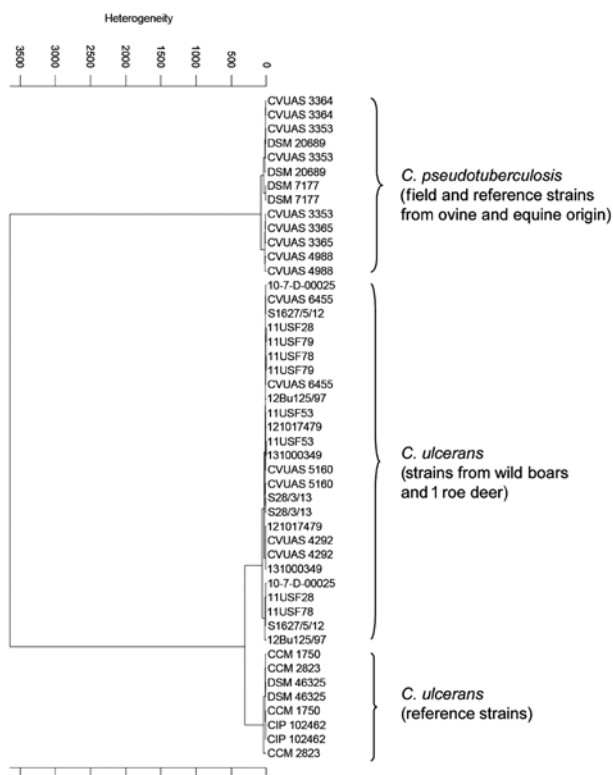 Heterogeneity
3500 3000 2500 2000 1500 1000 500 0
CVUAS 3364
CVUAS 3364
CVUAS 3353
DSM 20689
CVUAS 3353
DSM 20689
DSM 7177
DSM 7177
CVUAS 3353
CVUAS 3365
CVUAS 3365
CVUAS 4988
CVUAS 4988
C. pseudotuberculosis
(field and reference strains
from ovine and equine origin)
10-7-D-00025
CVUAS 6455
S1627/5/12
11USF28
11USF79
11USF78
11USF79
CVUAS 6455
12Bu125/97
11USF53
121017479
11USF53
131000349
CVUAS 5160
CVUAS 5160
S28/3/13
S28/3/13
121017479
CVUAS 4292
CVUAS 4292
131000349
10-7-D-00025
11USF28
11USF78
S1627/5/12
12Bu125/97
C. ulcerans
(strains from wild boars
and 1 roe deer)
CCM 1750
CCM 2823
DSM 46325
DSM 46325
CCM 1750
CIP 102462
CIP 102462
CCM 2823
C. ulcerans
(reference strains)